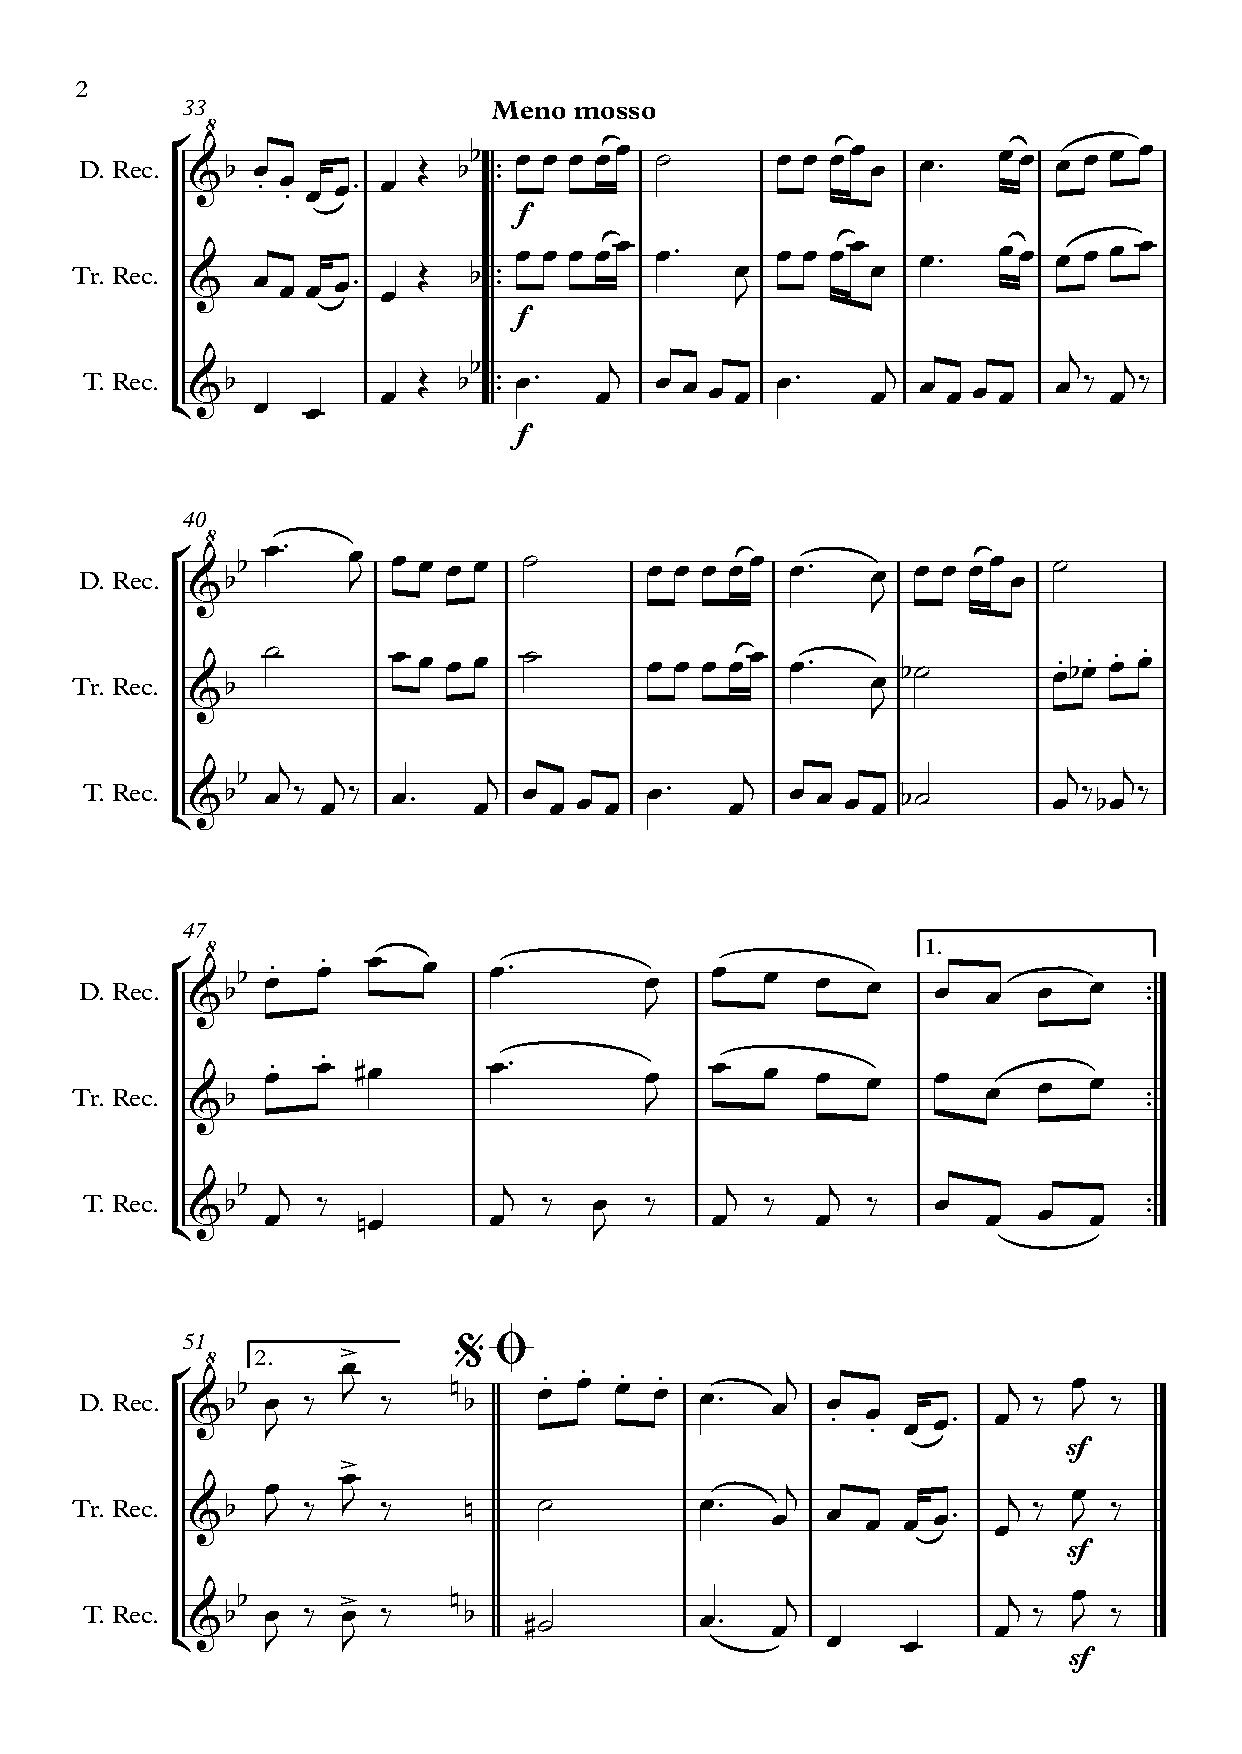 2
33
Meno mosso
8
D. Rec.
f
Tr. Rec.
f
T. Rec.
f
40
8
D. Rec.
Tr. Rec.
T. Rec.
47
1.
8
D. Rec.
Tr. Rec.
T. Rec.
51
2.
8
D. Rec.
sf
Tr. Rec.
sf
T. Rec.
sf